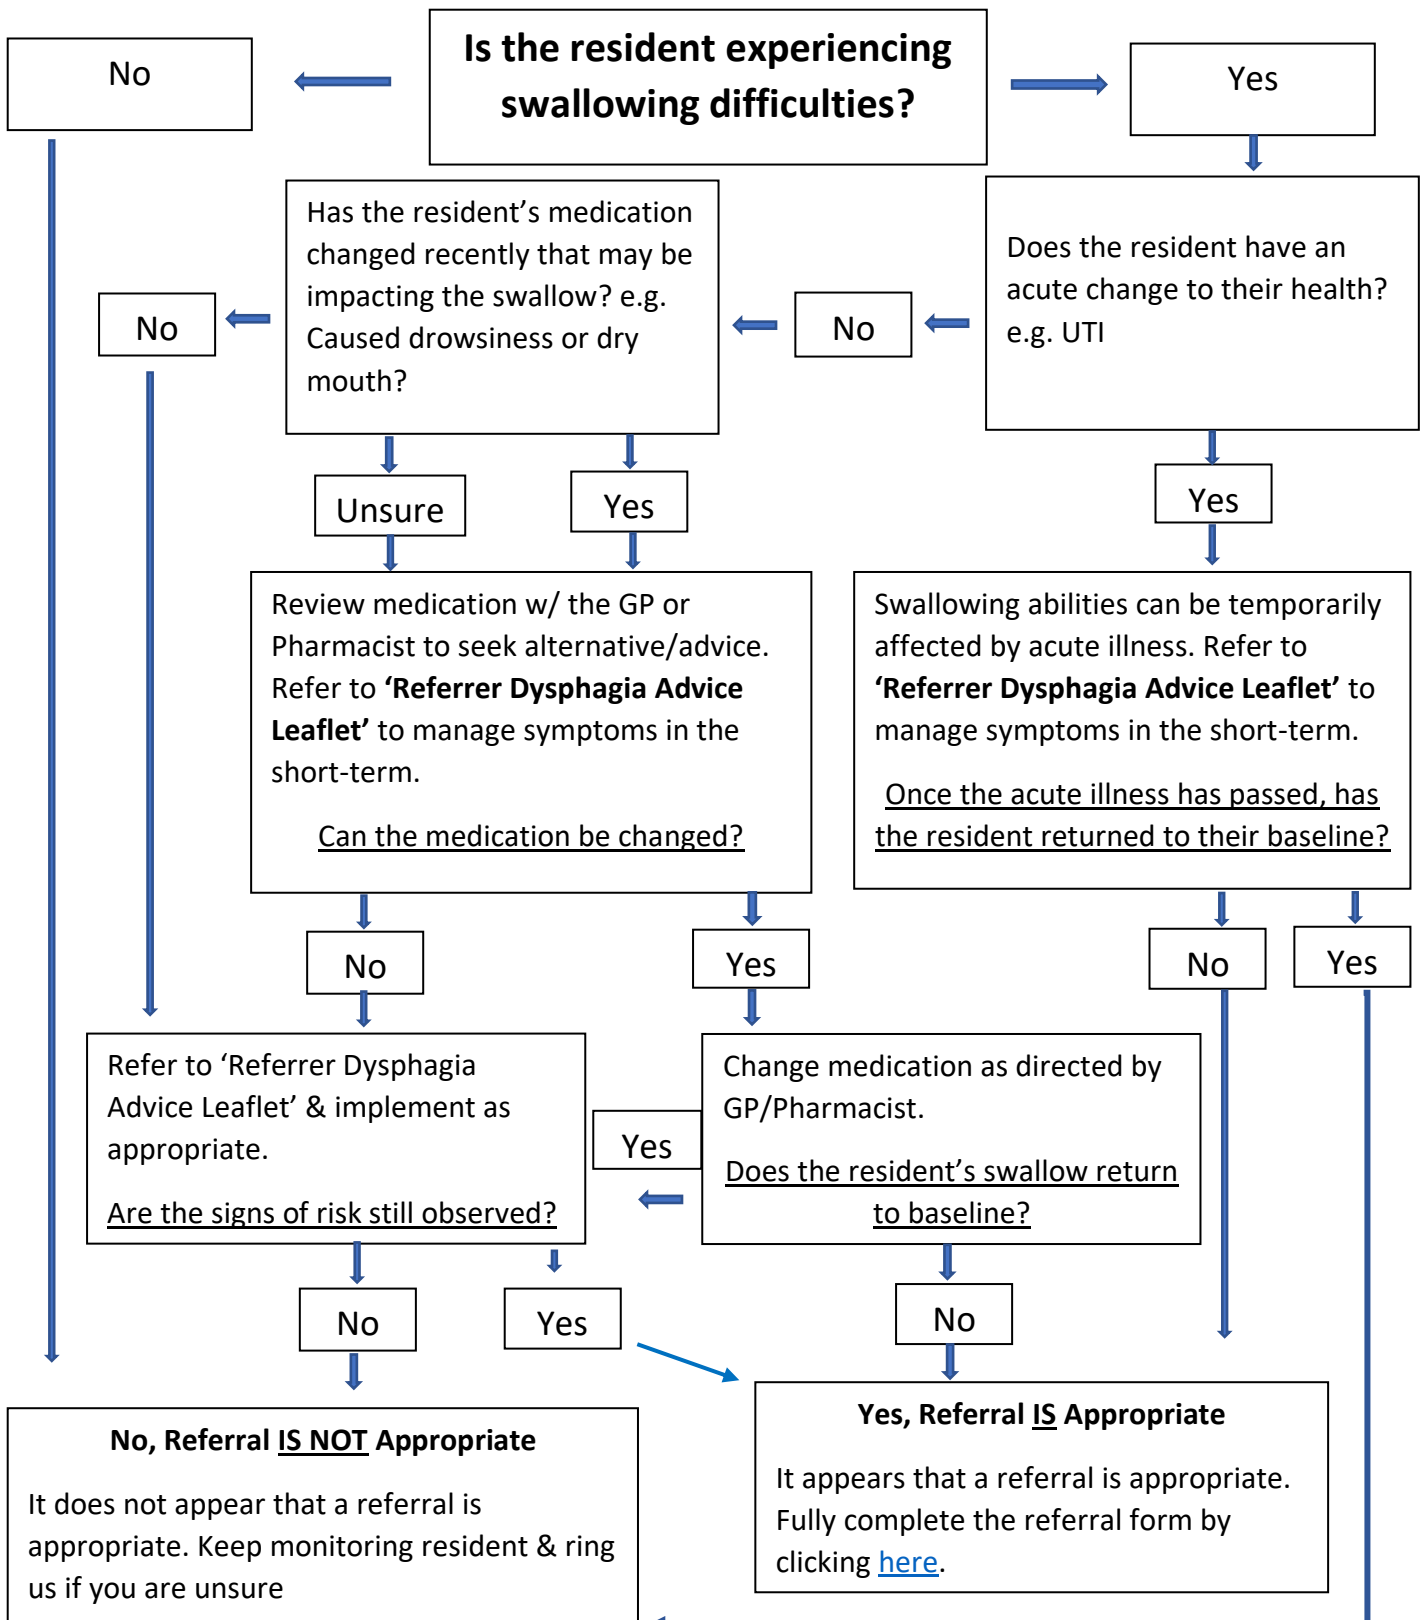 Is the resident experiencing
swallowing difficulties?
No
Yes
Has the resident’s medication
changed recently that may be
impacting the swallow? e.g.
Caused drowsiness or dry
mouth?
Does the resident have an
acute change to their health?
e.g. UTI
No
No
Unsure
Yes
Yes
Review medication w/ the GP or
Pharmacist to seek alternative/advice.
Refer to ‘Referrer Dysphagia Advice
Leaflet’ to manage symptoms in the
short-term.
Can the medication be changed?
Swallowing abilities can be temporarily
affected by acute illness. Refer to
‘Referrer Dysphagia Advice Leaflet’ to
manage symptoms in the short-term.
Once the acute illness has passed, has
the resident returned to their baseline?
No
Yes
No
Yes
Refer to ‘Referrer Dysphagia
Advice Leaflet’ & implement as
appropriate.
Are the signs of risk still observed?
Yes
Change medication as directed by
GP/Pharmacist.
Does the resident’s swallow return
to baseline?
No
Yes
No
No, Referral IS NOT Appropriate
It does not appear that a referral is
appropriate. Keep monitoring resident & ring
us if you are unsure
Yes, Referral IS Appropriate
It appears that a referral is appropriate.
Fully complete the referral form by
clicking here.